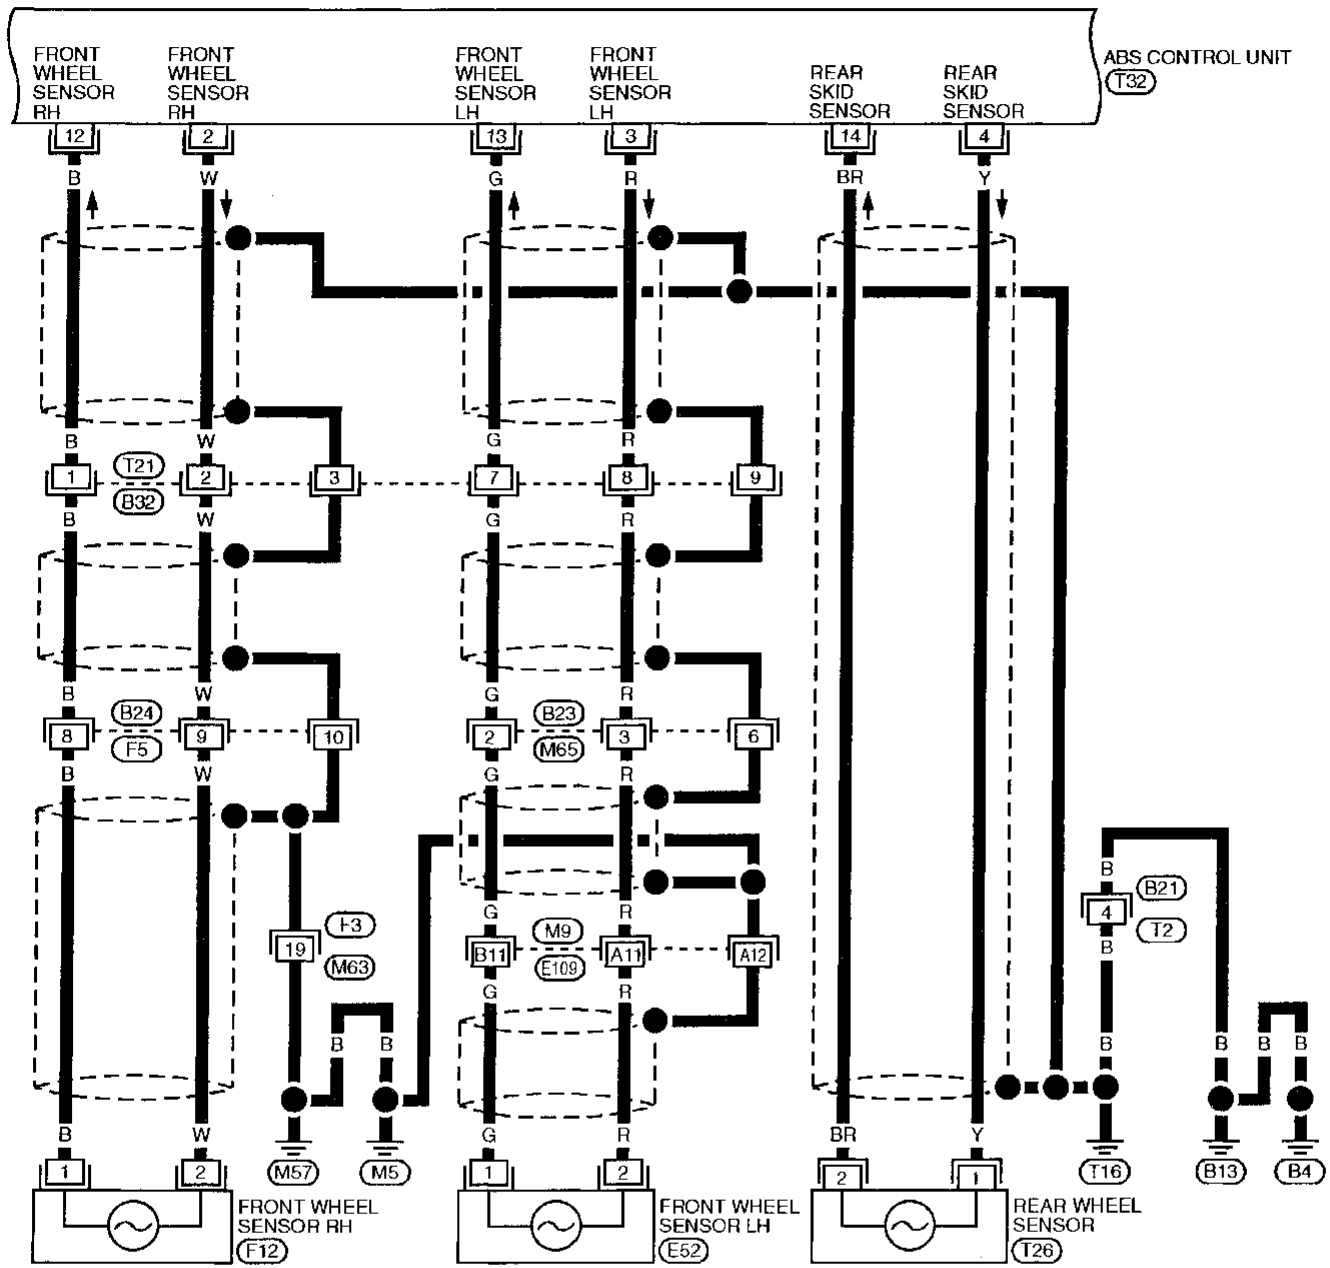 FRONT WHEEL SENSOR RH
FRONT WHEEL SENSOR RH
FRONT WHEEL SENSOR LH
FRONT WHEEL SENSOR LH
REAR SKID SENSOR
REAR SKID SENSOR
ABS CONTROL UNIT
T32
12 2 13 3 14 4
B W G R BR Y
B W G R
1 T21 2 3 7 8 9
B32
B W G R
B W G R
8 B24 9 10 2 B23 3 6
F5 M65
B W G R
B B21
4
T2
B
G R
F3
19
M63
B11 M9 A11 A12
E109
G R
B B B B B B
B W G R BR Y
M57 M5 T16 B13 B4
1 2 1 2 2 1
FRONT WHEEL
SENSOR RH
F12
FRONT WHEEL
SENSOR LH
E52
REAR WHEEL
SENSOR
T26